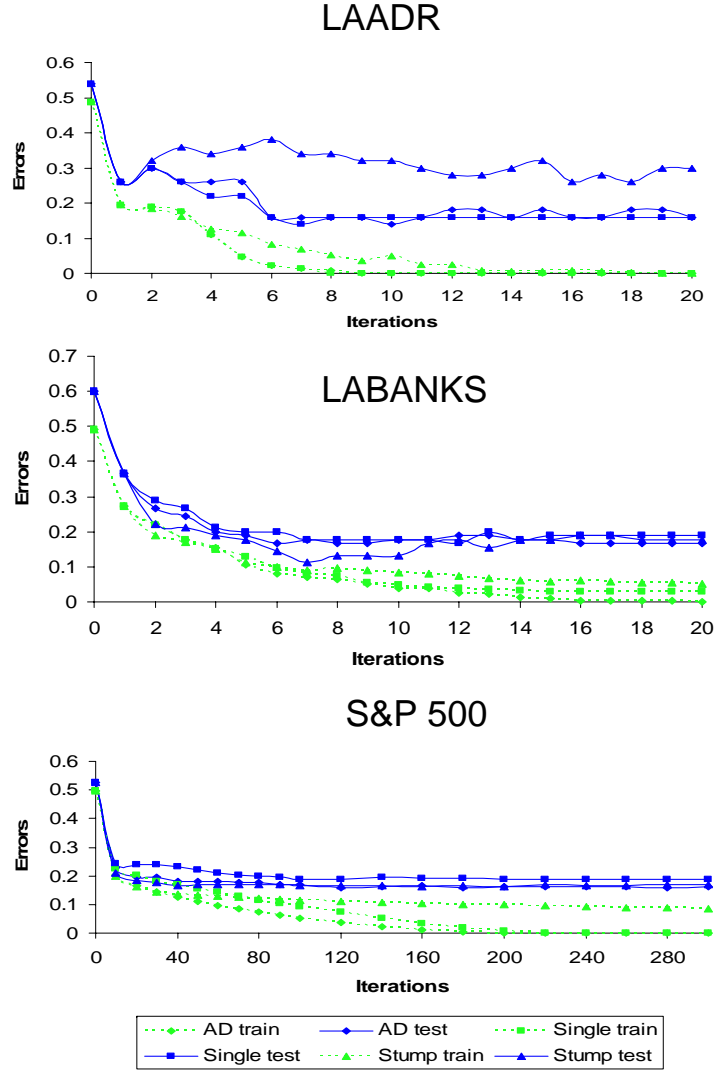 LAADR
0.6
0.5
0.4
0.3
0.2
0.1
0
Errors
0 2 4 6 8 10 12 14 16 18 20
Iterations
LABANKS
0.7
0.6
0.5
0.4
0.3
0.2
0.1
0
Errors
0 2 4 6 8 10 12 14 16 18 20
Iterations
S&P 500
0.6
0.5
0.4
0.3
0.2
0.1
0
Errors
0 40 80 120 160 200 240 280
Iterations
AD train AD test Single train
Single test Stump train Stump test